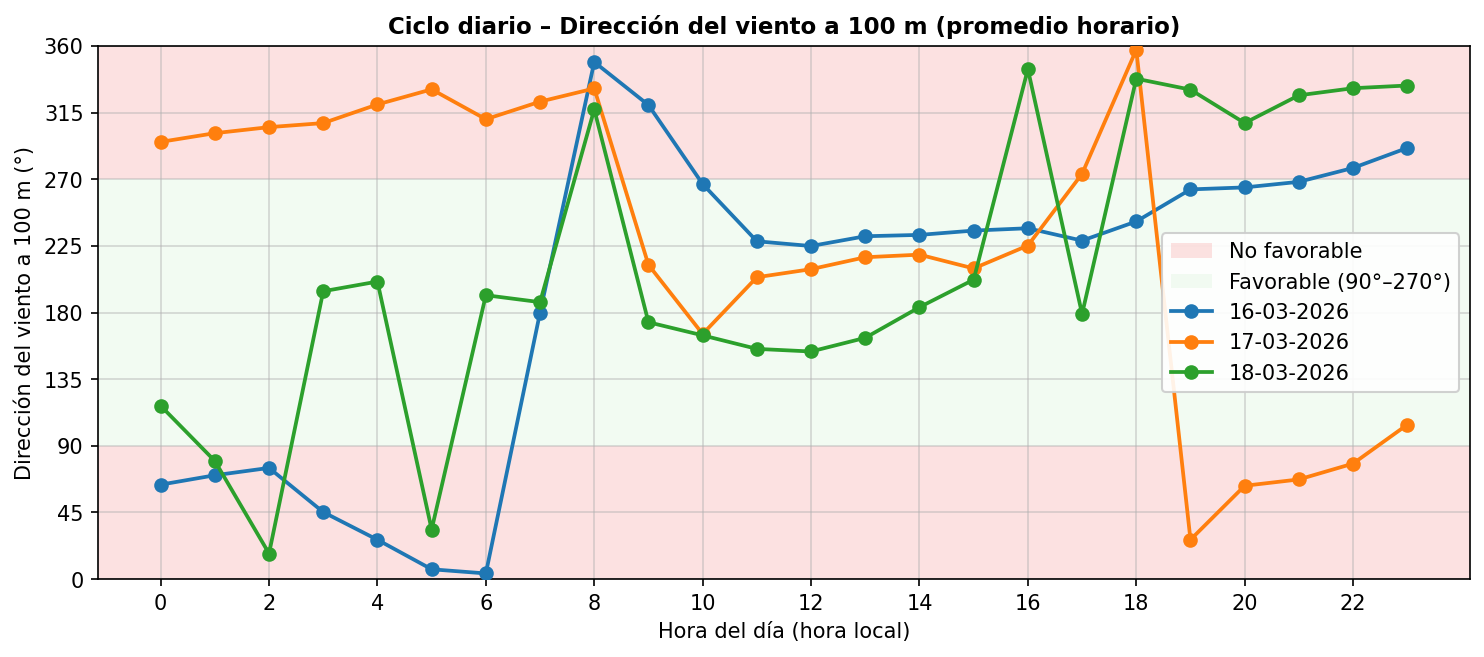 Ciclo diario – Dirección del viento a 100 m (promedio horario)
Dirección del viento a 100 m (°)
360
315
270
225
180
135
90
45
0
No favorable
Favorable (90°–270°)
16-03-2026
17-03-2026
18-03-2026
0 2 4 6 8 10 12 14 16 18 20 22
Hora del día (hora local)